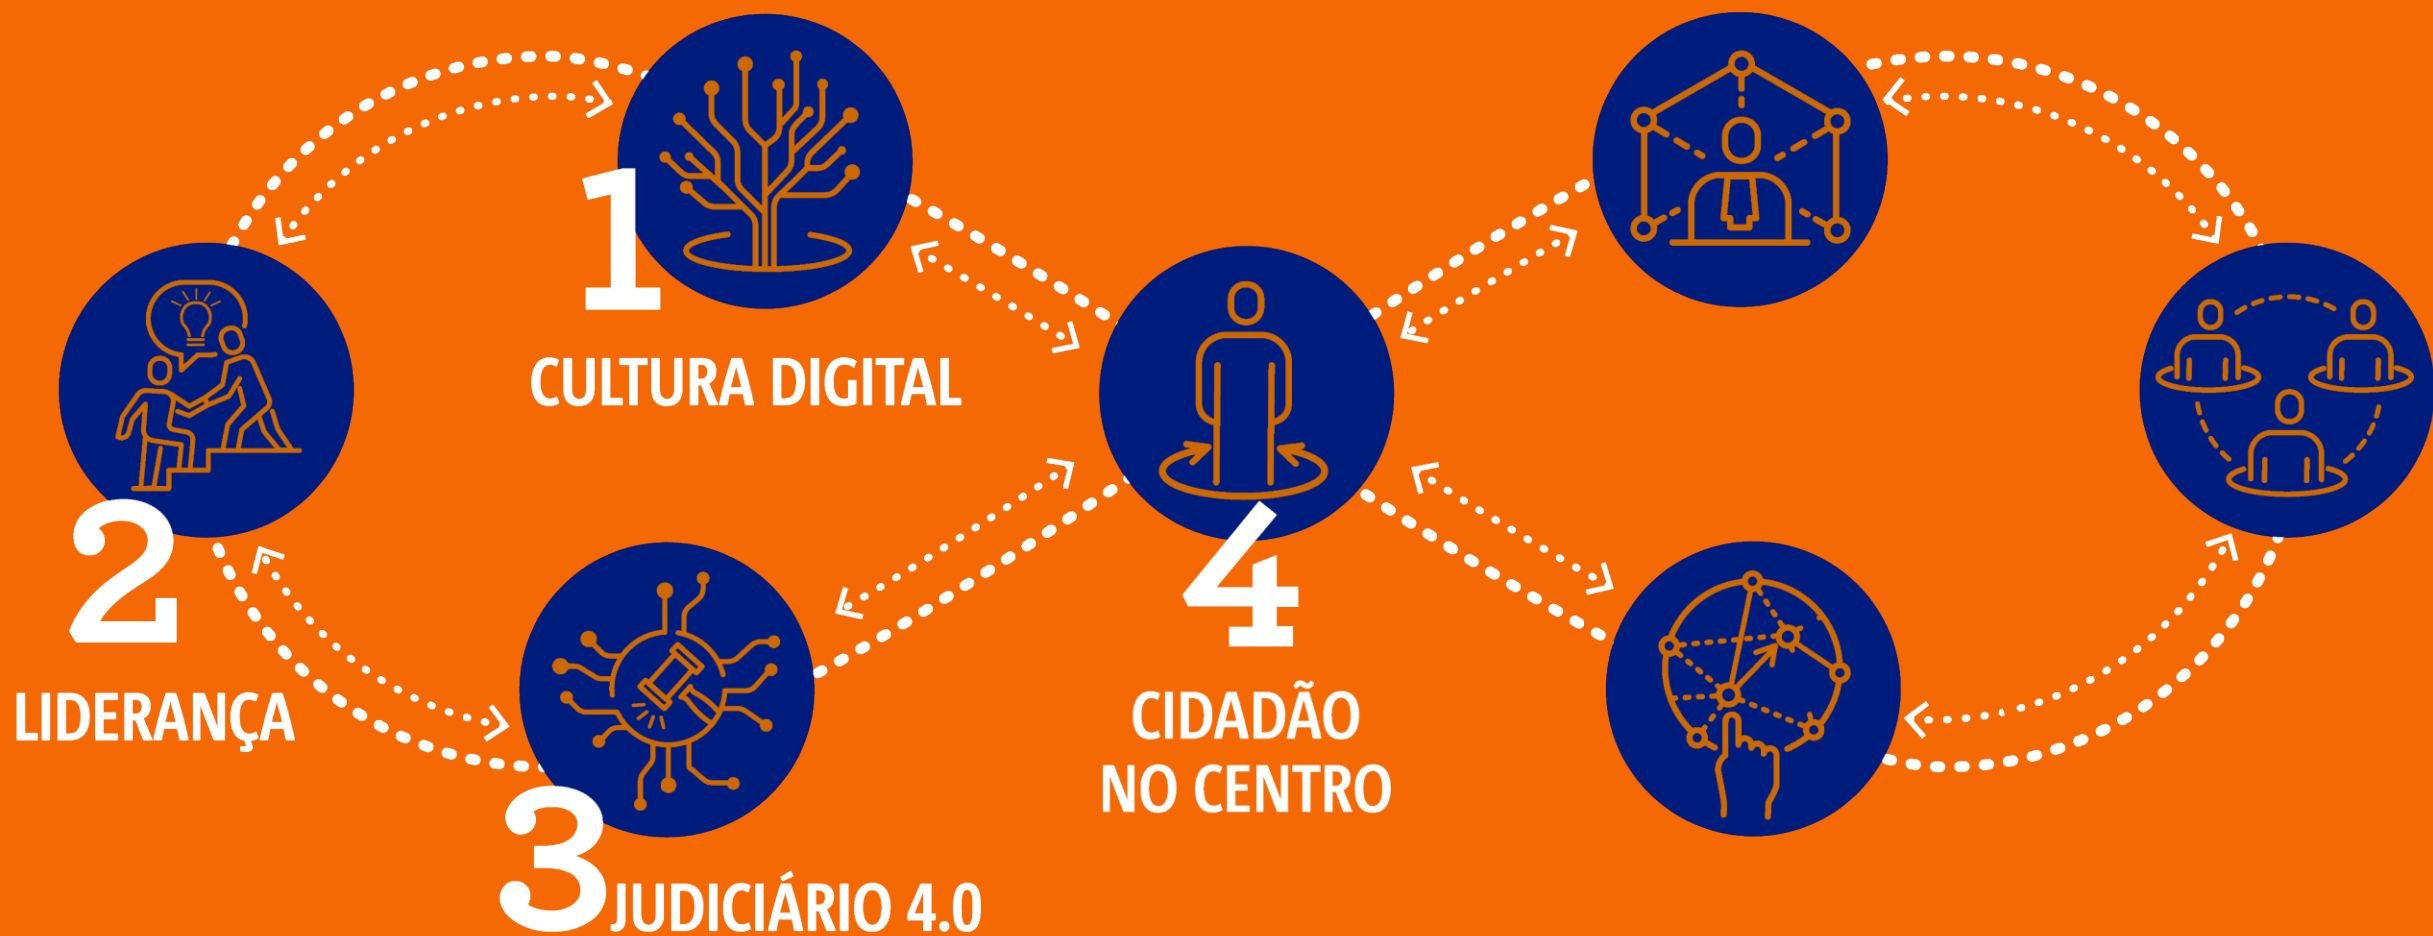 1
CULTURA DIGITAL
2
LIDERANÇA
3
JUDICIÁRIO 4.0
4
CIDADÃO
NO CENTRO